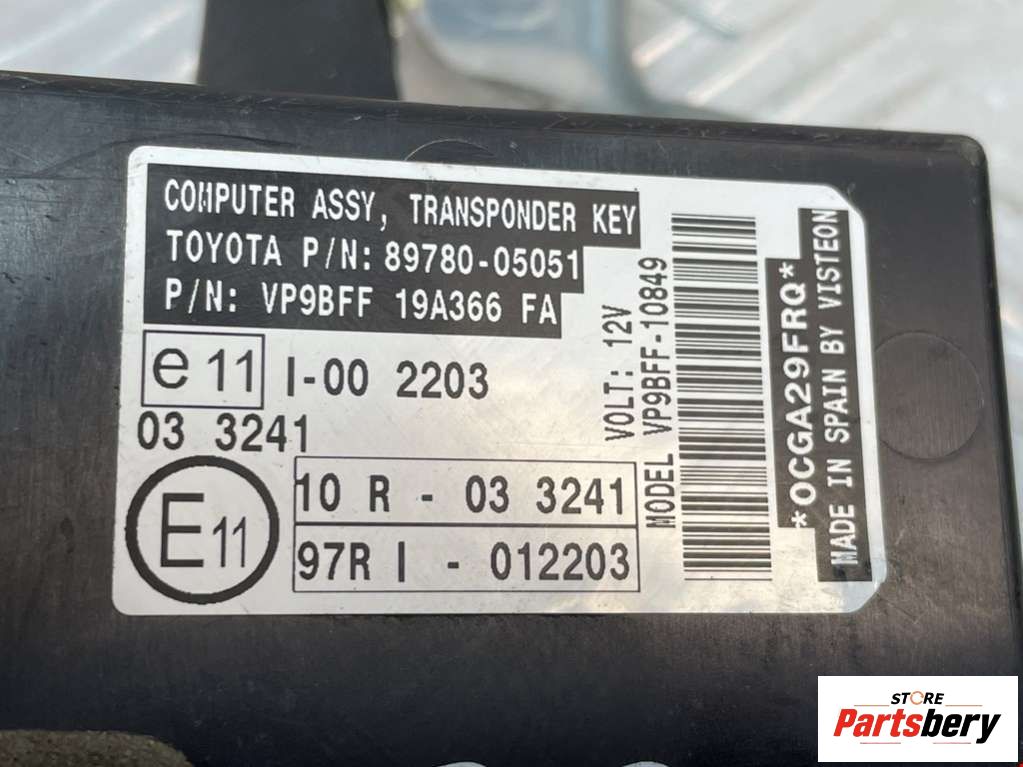 COMPUTER ASSY, TRANSPONDER KEY
TOYOTA P/N: 89780-05051
P/N: VP9BFF 19A366 FA
e 11 I-00 2203
03 3241
E 11
10 R - 03 3241
97R I - 012203
VOLT: 12V
MODEL VP9BFF-10849
*OCGA29FRQ*
MADE IN SPAIN BY VISTEON
STORE
Partsbery